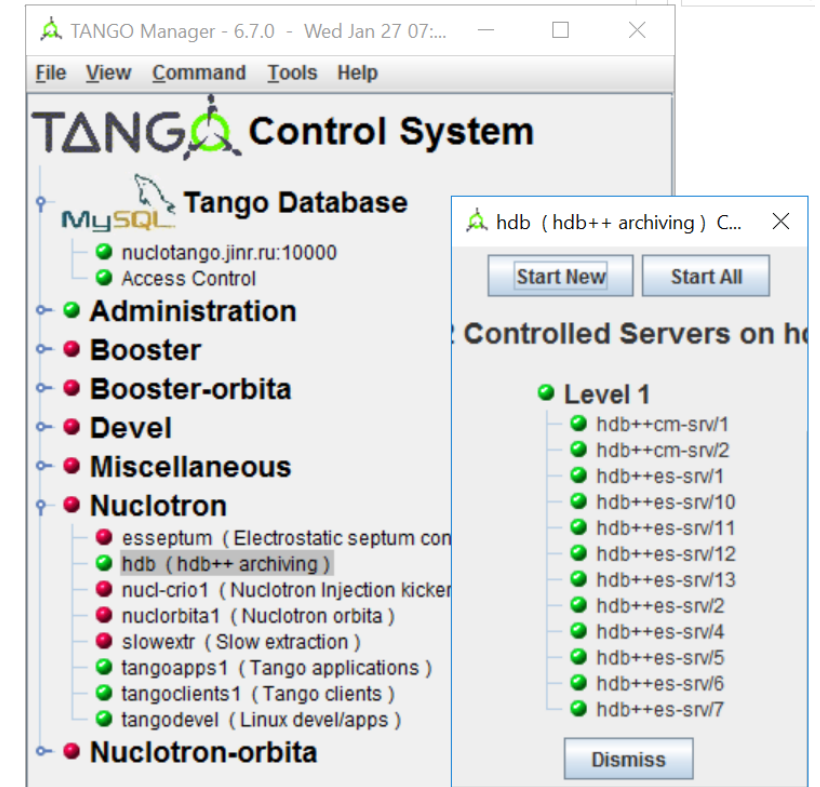 TANGO Manager - 6.7.0 - Wed Jan 27 07:...
File View Command Tools Help
TANGO Control System
MySQL Tango Database
nuclotango.jinr.ru:10000
Access Control
Administration
Booster
Booster-orbita
Devel
Miscellaneous
Nuclotron
esseptum ( Electrostatic septum con
hdb ( hdb++ archiving )
nucl-crio1 ( Nuclotron Injection kicker
nuclorbita1 ( Nuclotron orbita )
slowextr ( Slow extraction )
tangoapps1 ( Tango applications )
tangoclients1 ( Tango clients )
tangodevel ( Linux devel/apps )
Nuclotron-orbita
hdb ( hdb++ archiving ) C...
Start New Start All
2 Controlled Servers on hd
Level 1
hdb++cm-srv/1
hdb++cm-srv/2
hdb++es-srv/1
hdb++es-srv/10
hdb++es-srv/11
hdb++es-srv/12
hdb++es-srv/13
hdb++es-srv/2
hdb++es-srv/4
hdb++es-srv/5
hdb++es-srv/6
hdb++es-srv/7
Dismiss